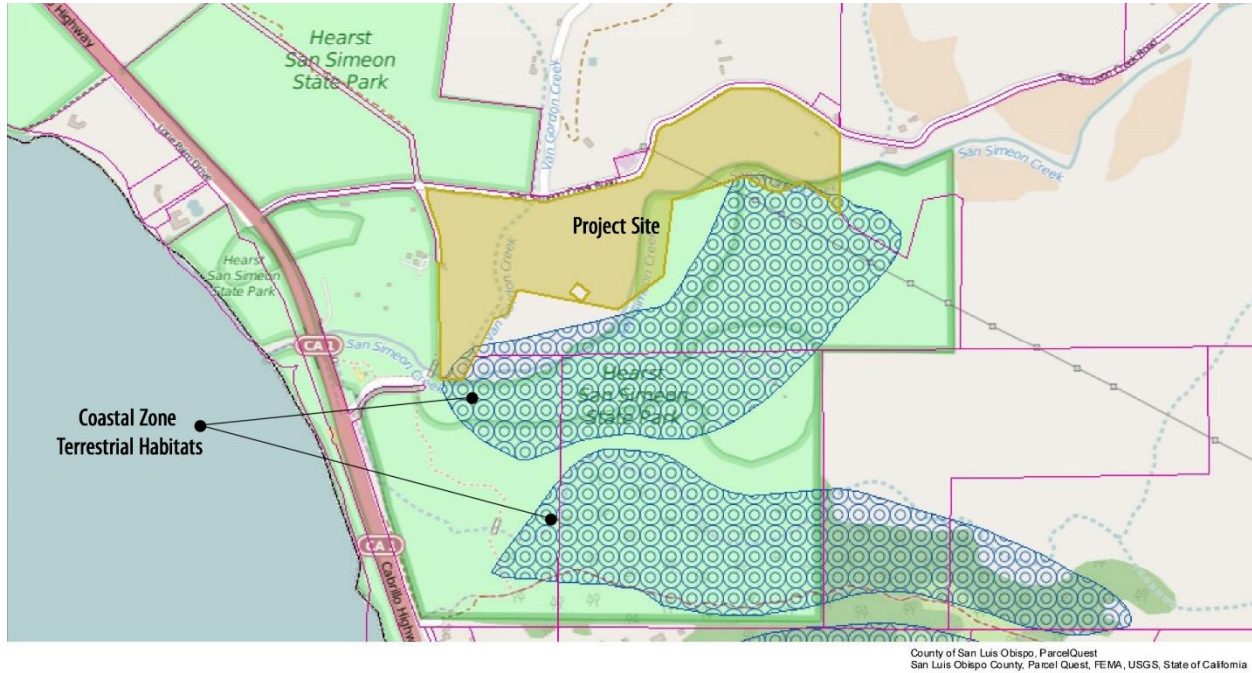 Highway
Hearst
San Simeon
State Park
Lone Palm Drive
Van Gordon Creek
San Simeon Creek Road
San Simeon Creek
Project Site
Hearst
San Simeon
State Park
Van Gordon Creek
CA 1
San Simeon Creek
Hearst
San Simeon
State Park
Coastal Zone
Terrestrial Habitats
CA 1
Cabrillo Highway
County of San Luis Obispo, ParcelQuest
San Luis Obispo County, Parcel Quest, FEMA, USGS, State of California